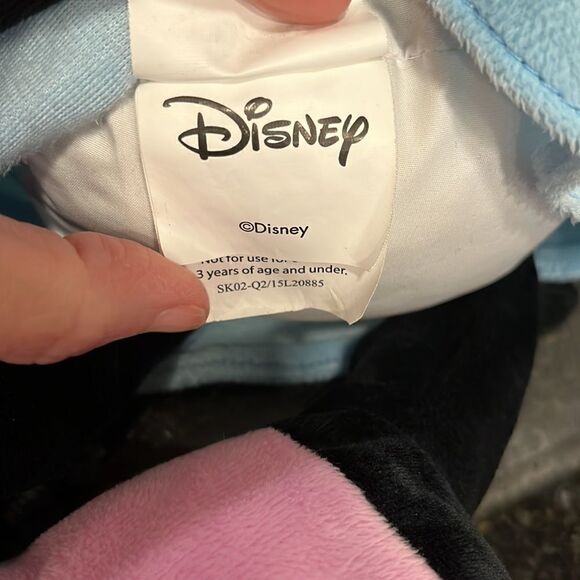 Disney
©Disney
Not for use
3 years of age and under.
SK02-Q2/15L20885